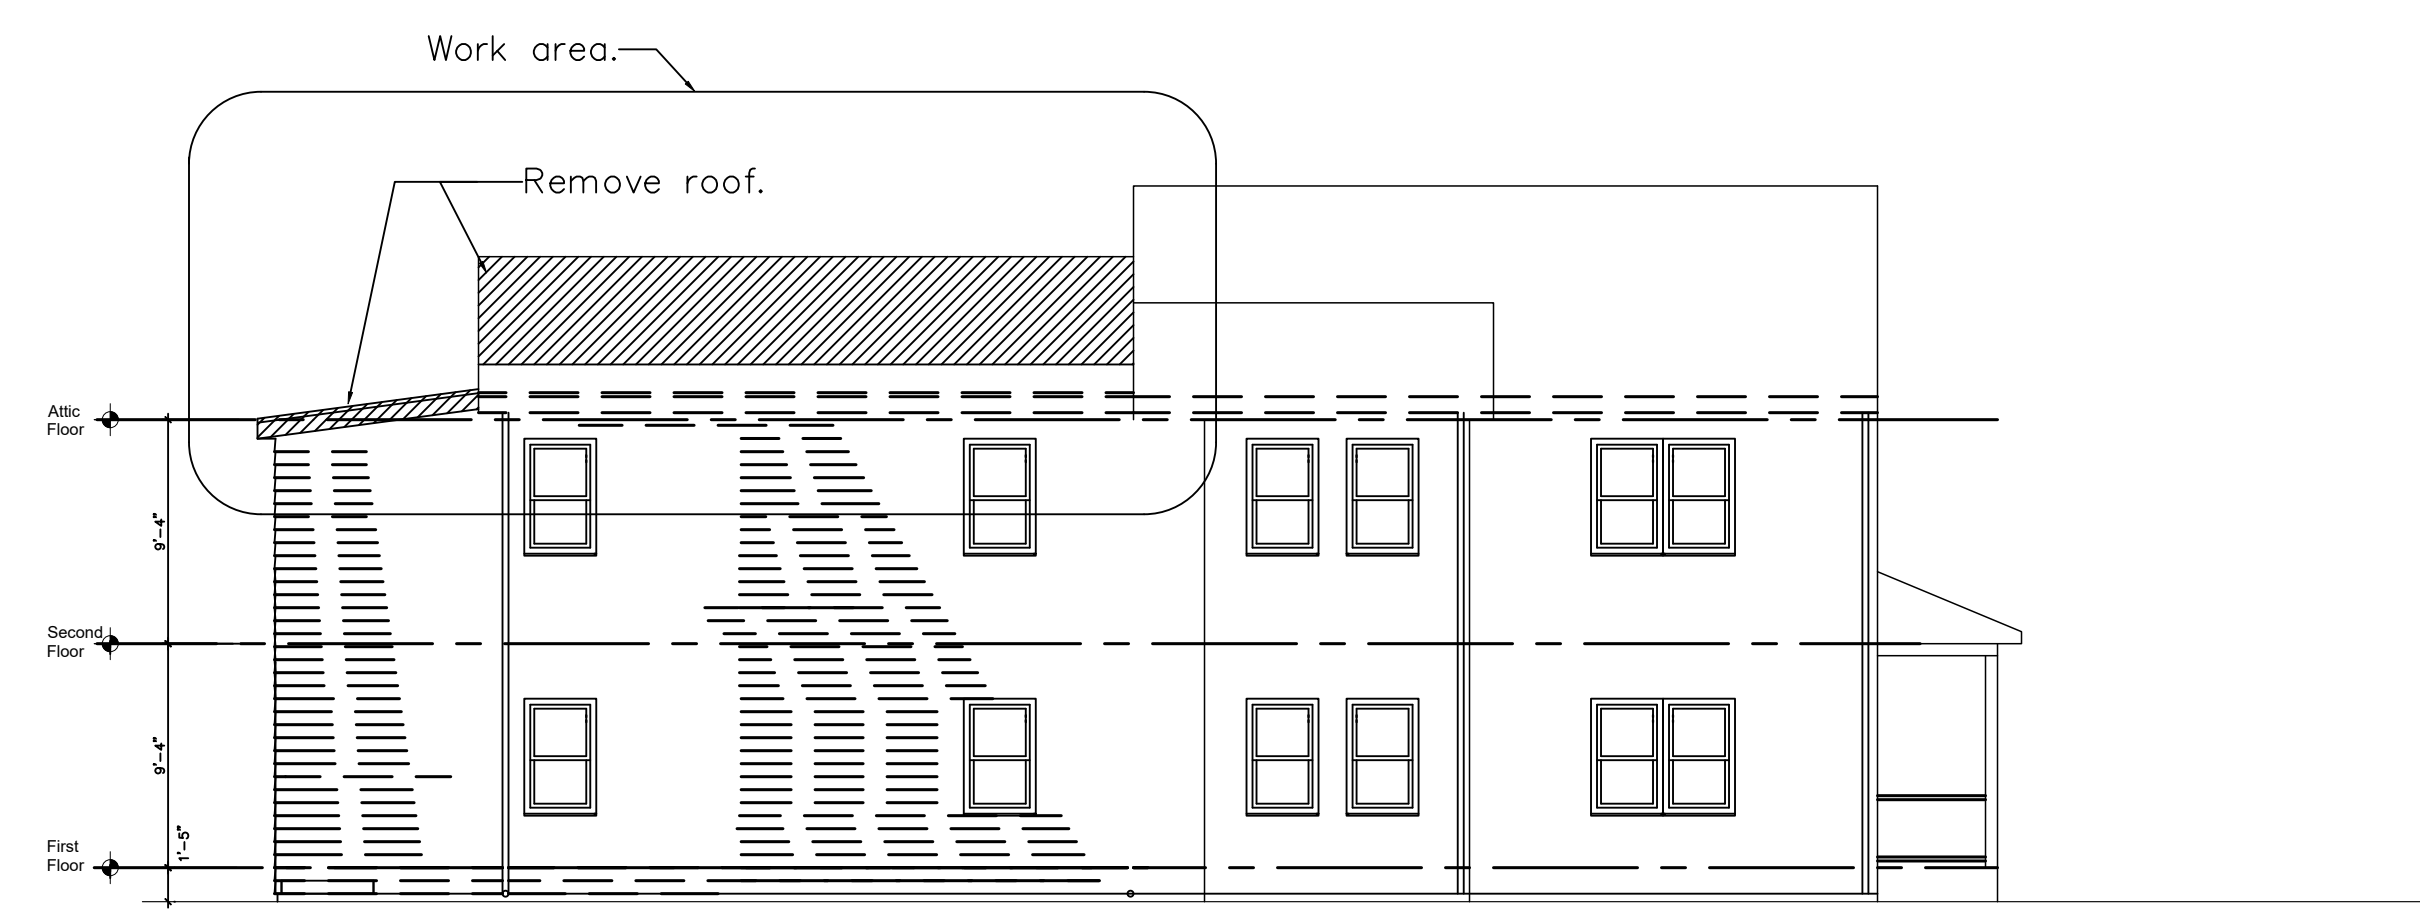 Work area.
Remove roof.
Attic
Floor
9'-4"
Second
Floor
9'-4"
1'-5"
First
Floor